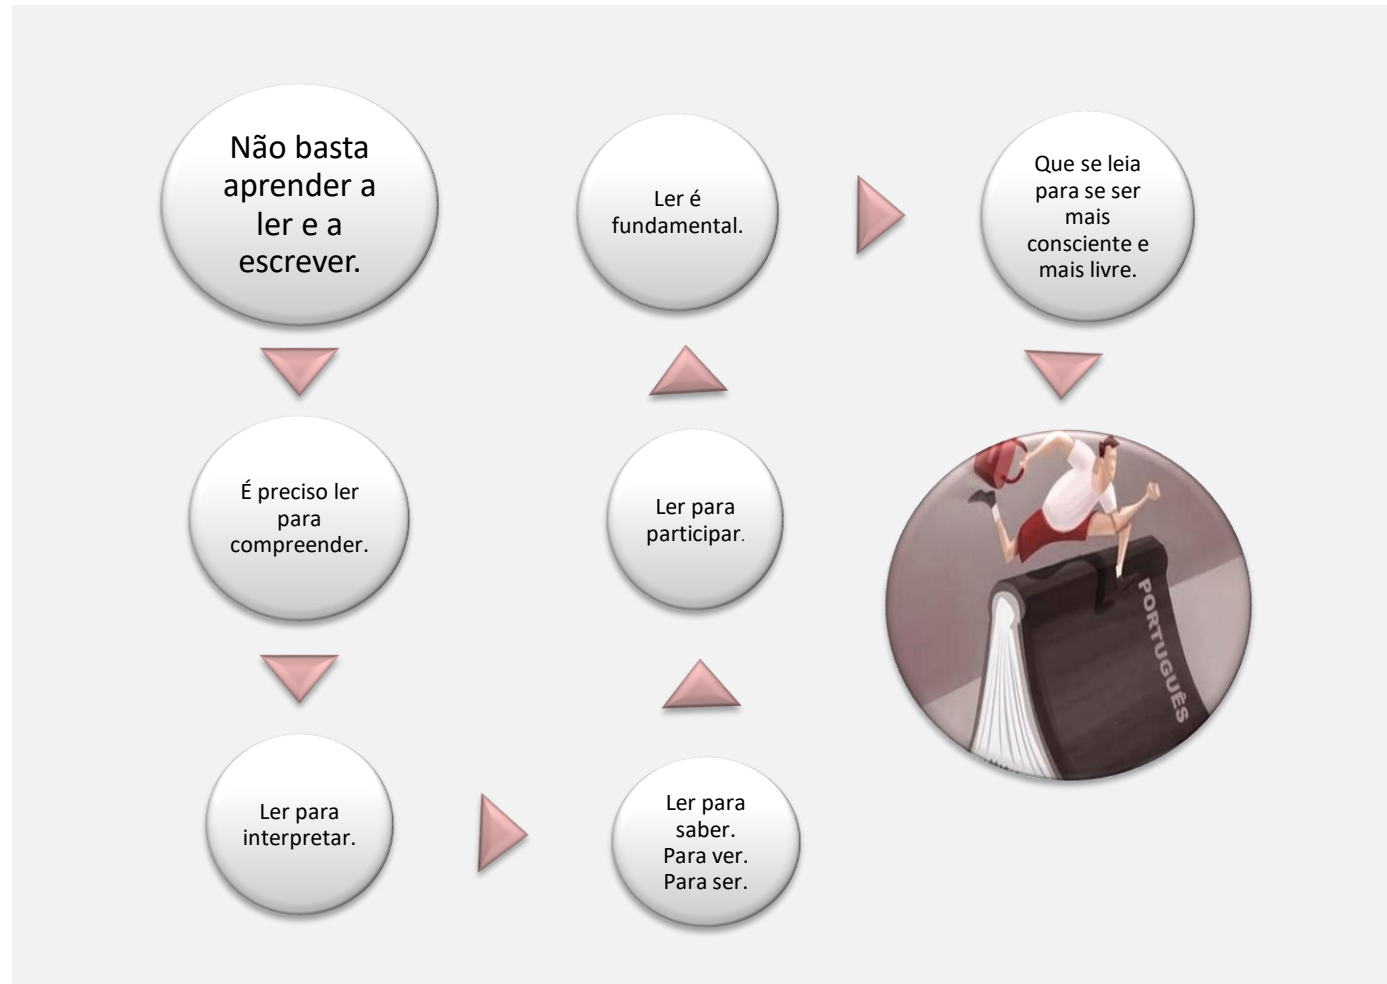 Não basta
aprender a
ler e a
escrever.
É preciso ler
para
compreender.
Ler para
interpretar.
Ler para
saber.
Para ver.
Para ser.
Ler para
participar.
Ler é
fundamental.
Que se leia
para se ser
mais
consciente e
mais livre.
PORTUGUÊS